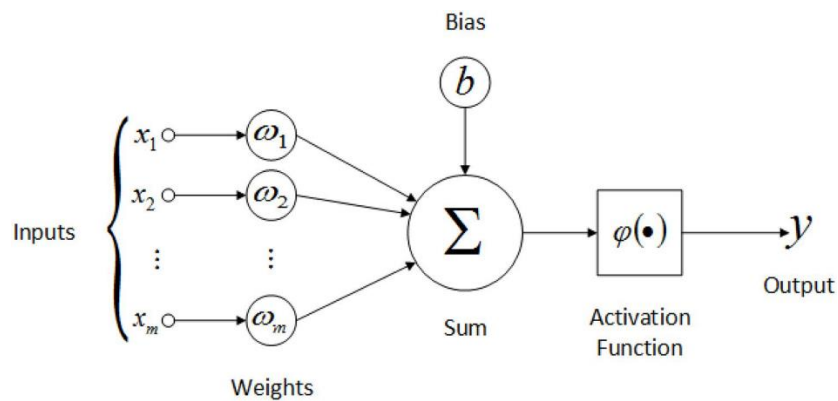 Bias
b
x₁ ω₁
x₂ ω₂
Inputs
⋮ ⋮
Σ
φ(•)
y
xₘ ωₘ
Output
Sum
Activation
Function
Weights